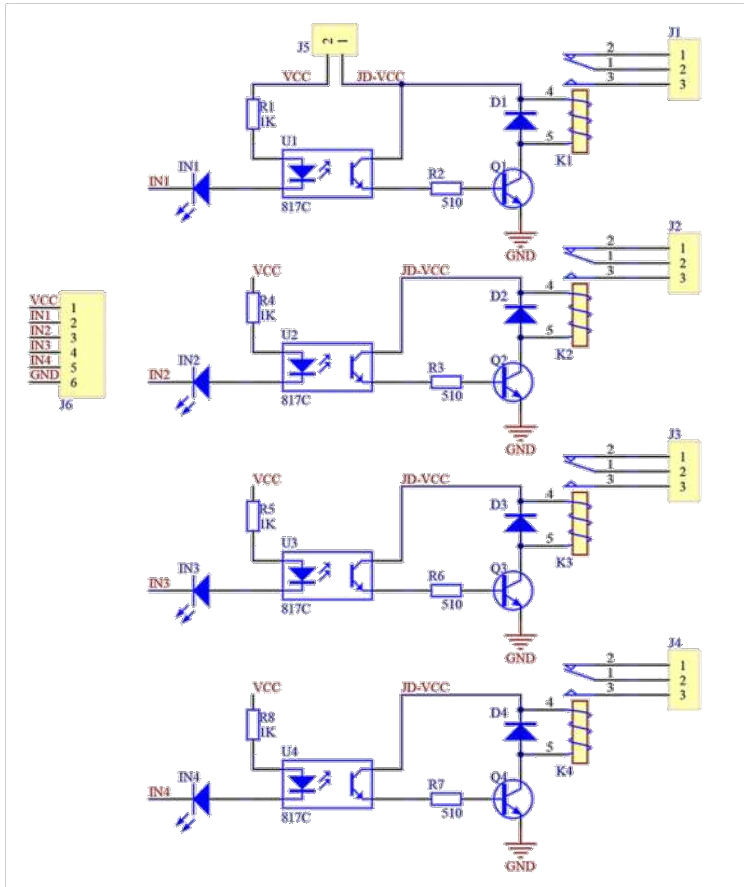 J5
2 1
VCC JD-VCC
R1
1K
U1
817C
IN1
IN1
R2
510
D1
Q1
4
5
K1
GND
J1
2 1
1 2
3 3
VCC
R4
1K
U2
817C
IN2
IN2
JD-VCC
R3
510
D2
Q2
4
5
K2
GND
J2
2 1
1 2
3 3
VCC 1
IN1 2
IN2 3
IN3 4
IN4 5
GND 6
J6
VCC
R5
1K
U3
817C
IN3
IN3
JD-VCC
R6
510
D3
Q3
4
5
K3
GND
J3
2 1
1 2
3 3
VCC
R8
1K
U4
817C
IN4
IN4
JD-VCC
R7
510
D4
Q4
4
5
K4
GND
J4
2 1
1 2
3 3